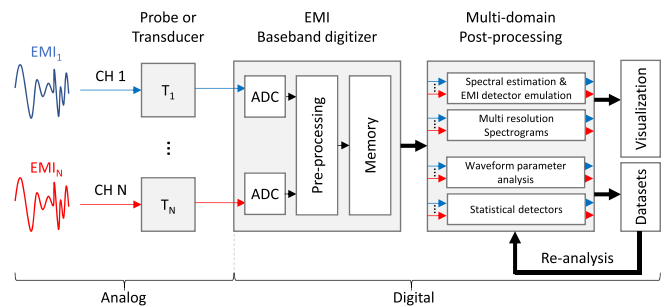 Probe or
Transducer
EMI
Baseband digitizer
Multi-domain
Post-processing
EMI1
CH 1
T1
ADC
Pre-processing
Memory
Spectral estimation &
EMI detector emulation
Multi resolution
Spectrograms
Visualization
...
EMIN
CH N
TN
ADC
Waveform parameter
analysis
Statistical detectors
Datasets
Re-analysis
Analog
Digital